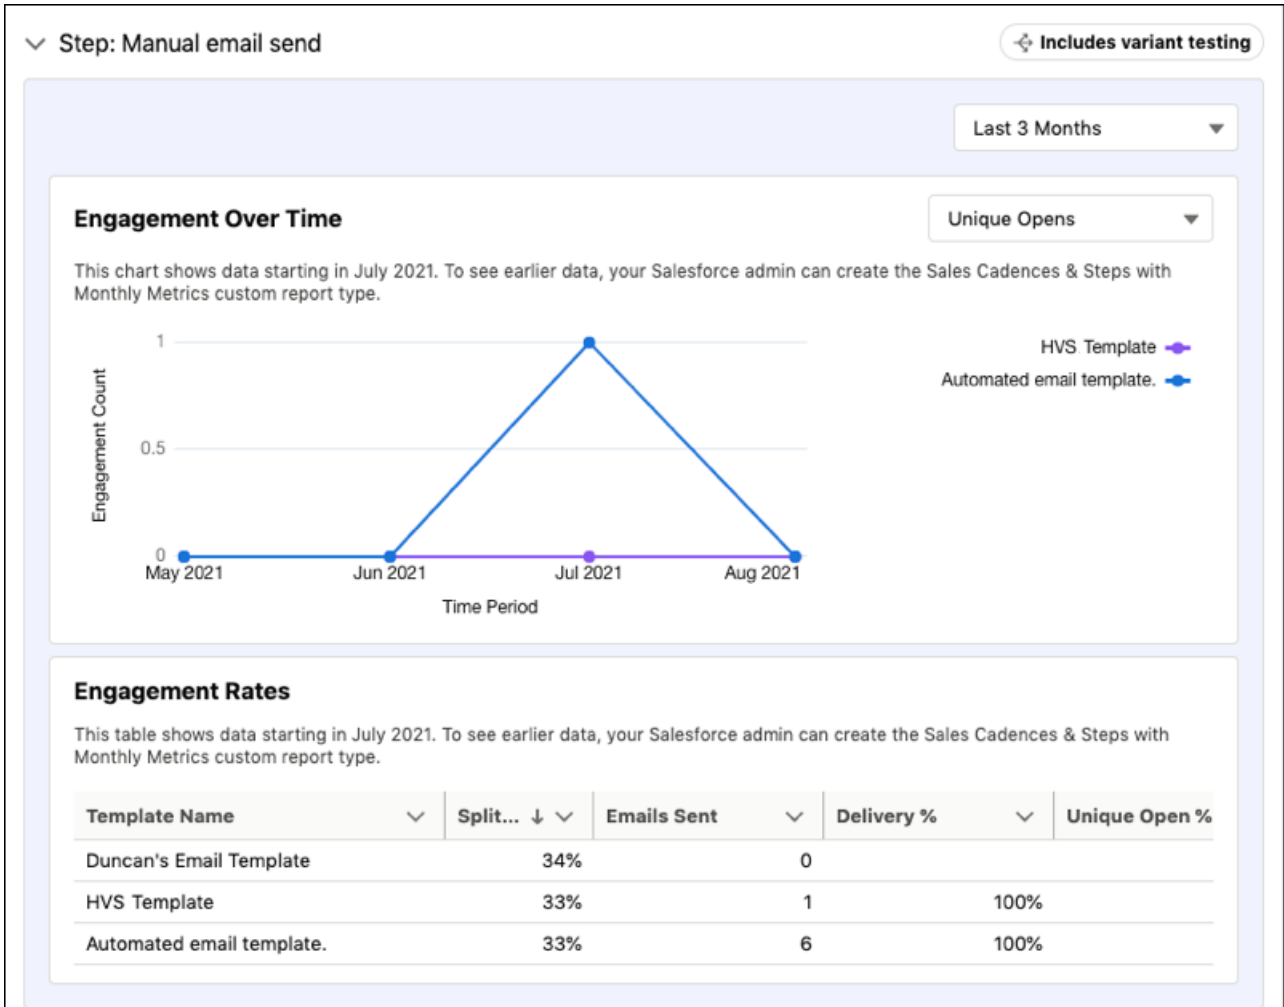 Step: Manual email send
Includes variant testing
Last 3 Months
Engagement Over Time
Unique Opens
This chart shows data starting in July 2021. To see earlier data, your Salesforce admin can create the Sales Cadences & Steps with
Monthly Metrics custom report type.
HVS Template
Automated email template.
Engagement Count
1
0.5
0
May 2021 Jun 2021 Jul 2021 Aug 2021
Time Period
Engagement Rates
This table shows data starting in July 2021. To see earlier data, your Salesforce admin can create the Sales Cadences & Steps with
Monthly Metrics custom report type.
Template Name Split... Emails Sent Delivery % Unique Open %
Duncan's Email Template 34% 0
HVS Template 33% 1 100%
Automated email template. 33% 6 100%